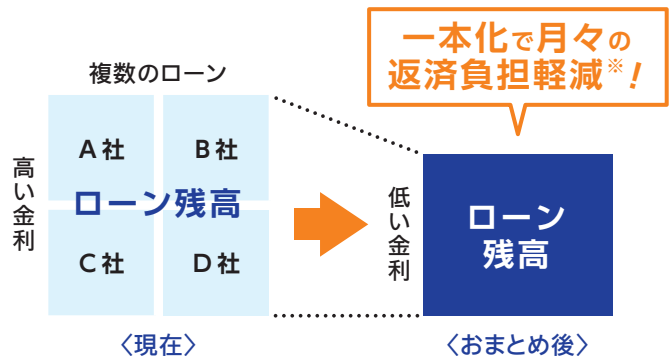 一本化で月々の
返済負担軽減※!
複数のローン
高い金利
A社
B社
ローン残高
C社
D社
低い金利
ローン
残高
〈現在〉
〈おまとめ後〉